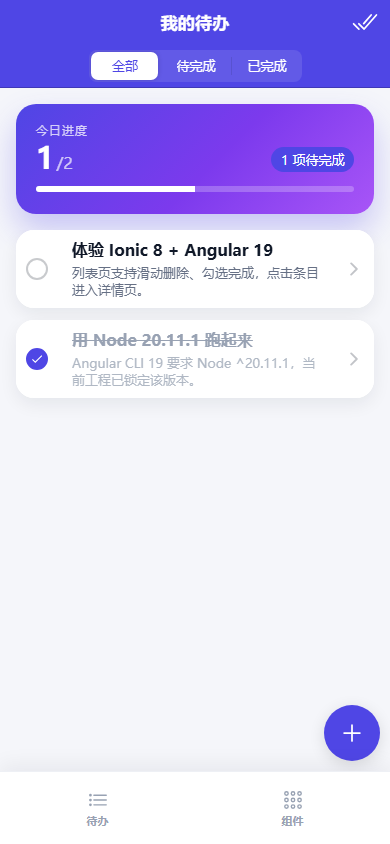 我的待办
全部 待完成 已完成
今日进度
1/2
1 项待完成
体验 Ionic 8 + Angular 19
列表页支持滑动删除、勾选完成，点击条目
进入详情页。
用 Node 20.11.1 跑起来
Angular CLI 19 要求 Node ^20.11.1，当
前工程已锁定该版本。
待办 组件